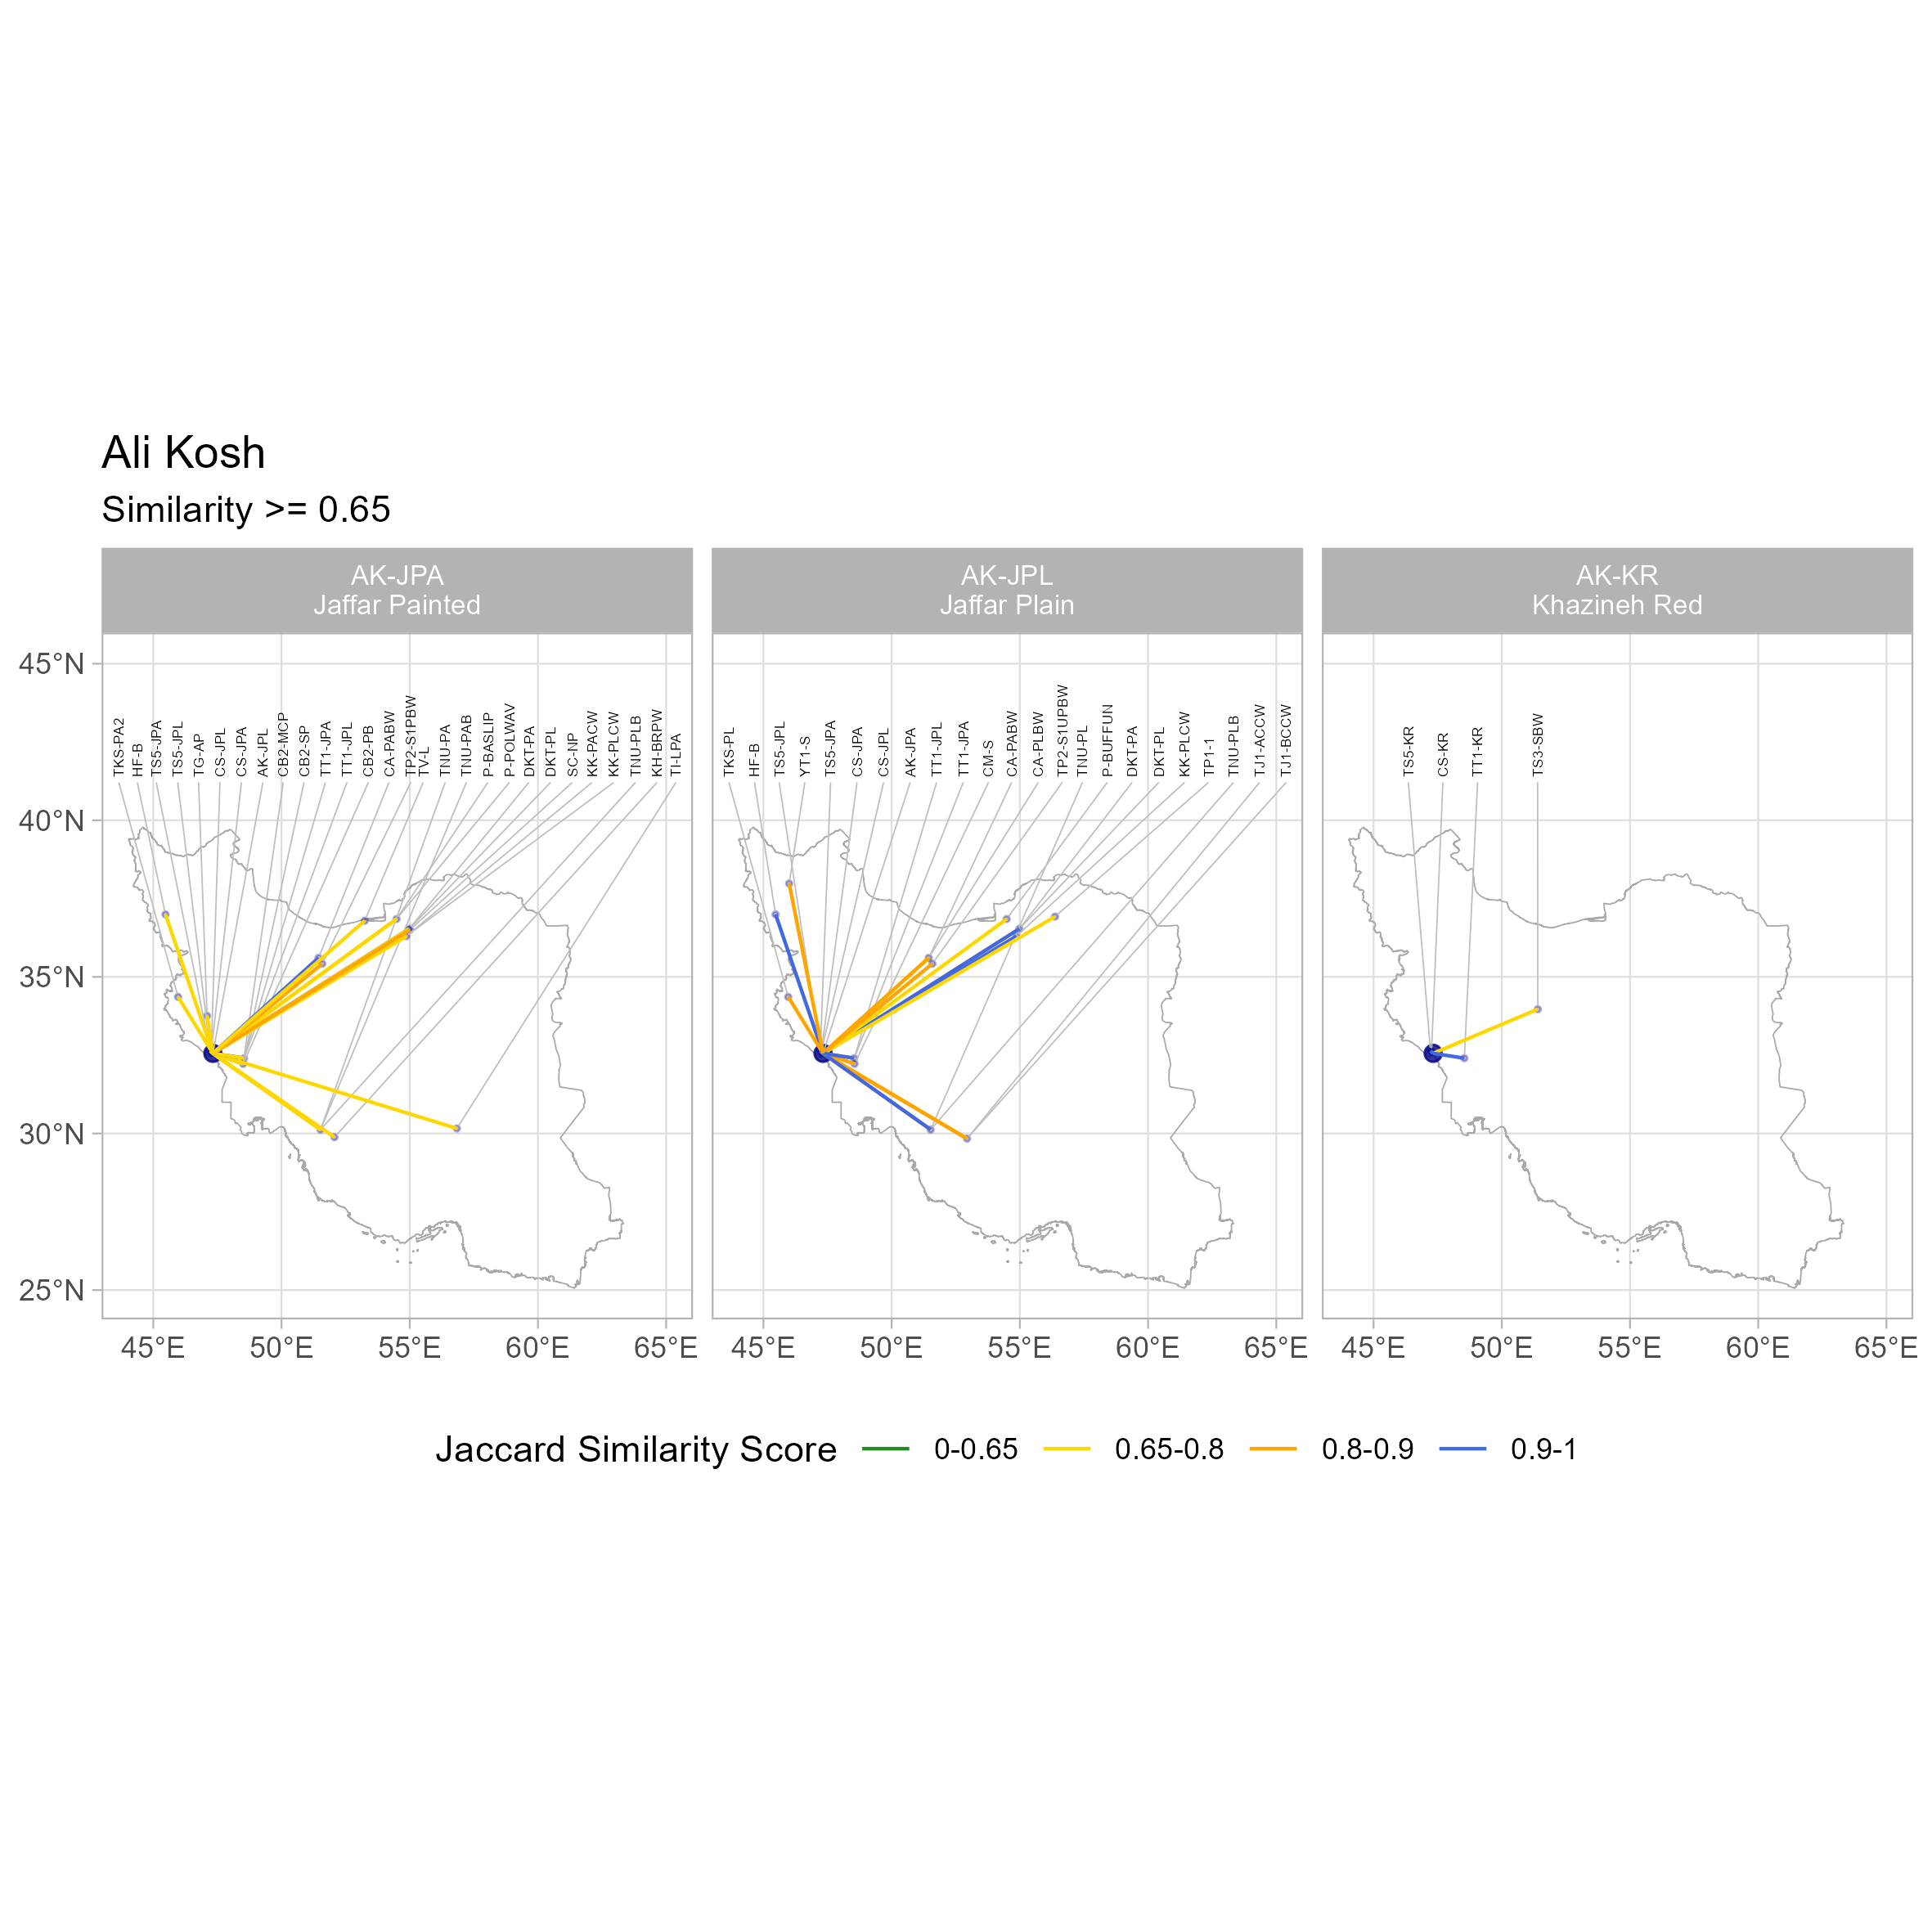 Ali Kosh
Similarity >= 0.65
AK-JPA
Jaffar Painted
AK-JPL
Jaffar Plain
AK-KR
Khazineh Red
45°N
40°N
35°N
30°N
25°N
TKS-PA2
HF-B
TS5-JPA
TS5-JPL
TG-AP
CS-JPL
CS-JPA
AK-JPL
CB2-MCP
CB2-SP
TT1-JPA
TT1-JPL
CB2-PB
CA-PABW
TP2-S1PBW
TV-L
TNU-PA
TNU-PAB
P-BASLIP
P-POLWAV
DKT-PA
DKT-PL
SC-NP
KK-PACW
KK-PLCW
TNU-PLB
KH-BRPW
TI-LPA
TKS-PL
HF-B
TS5-JPL
YT1-S
TS5-JPA
CS-JPA
CS-JPL
AK-JPA
TT1-JPL
TT1-JPA
CM-S
CA-PABW
CA-PLBW
TP2-S1UPBW
TNU-PL
P-BUFFUN
DKT-PA
DKT-PL
KK-PLCW
TP1-1
TNU-PLB
TJ1-ACCW
TJ1-BCCW
TS5-KR
CS-KR
TT1-KR
TS3-SBW
45°E 50°E 55°E 60°E 65°E
45°E 50°E 55°E 60°E 65°E
45°E 50°E 55°E 60°E 65°E
Jaccard Similarity Score 0-0.65 0.65-0.8 0.8-0.9 0.9-1